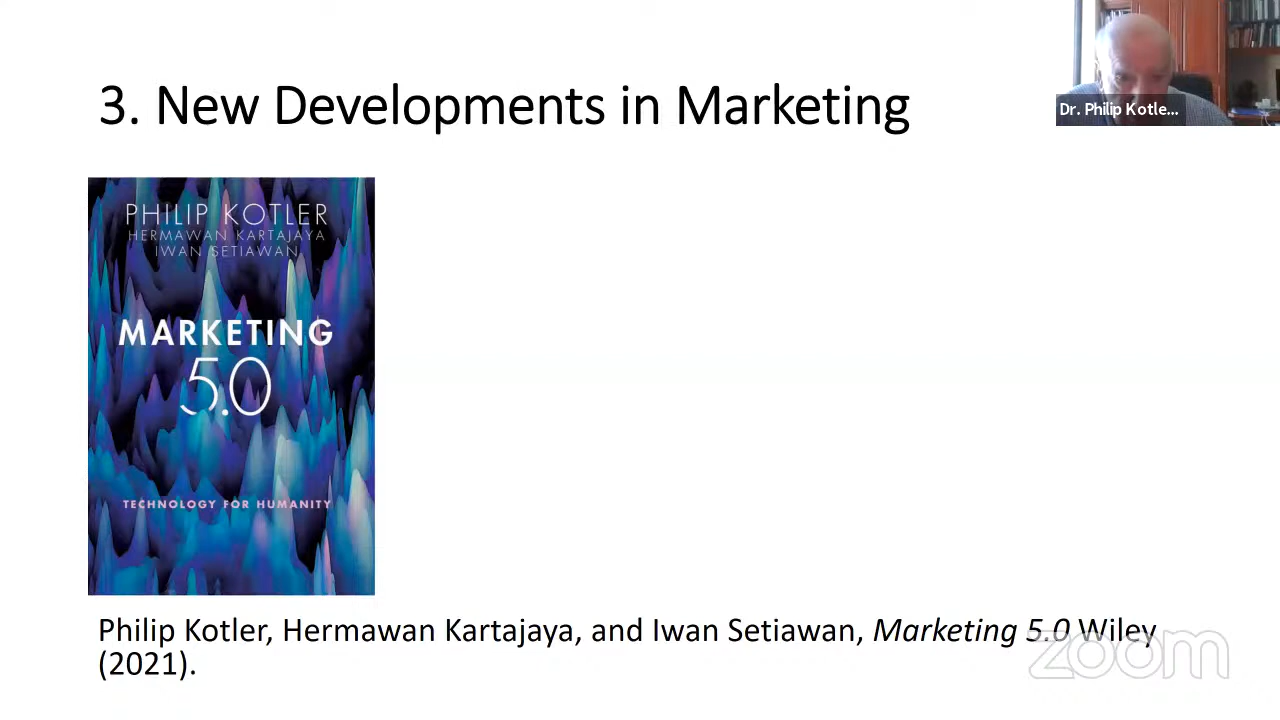 3. New Developments in Marketing
Dr. Philip Kotle...
PHILIP KOTLER
HERMAWAN KARTAJAYA
IWAN SETIAWAN
MARKETING
5.0
TECHNOLOGY FOR HUMANITY
Philip Kotler, Hermawan Kartajaya, and Iwan Setiawan, Marketing 5.0 Wiley
(2021).
zoom